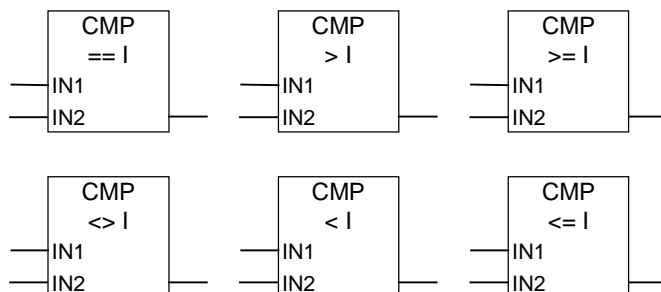 CMP
== I
IN1
IN2
CMP
> I
IN1
IN2
CMP
>= I
IN1
IN2
CMP
<> I
IN1
IN2
CMP
< I
IN1
IN2
CMP
<= I
IN1
IN2